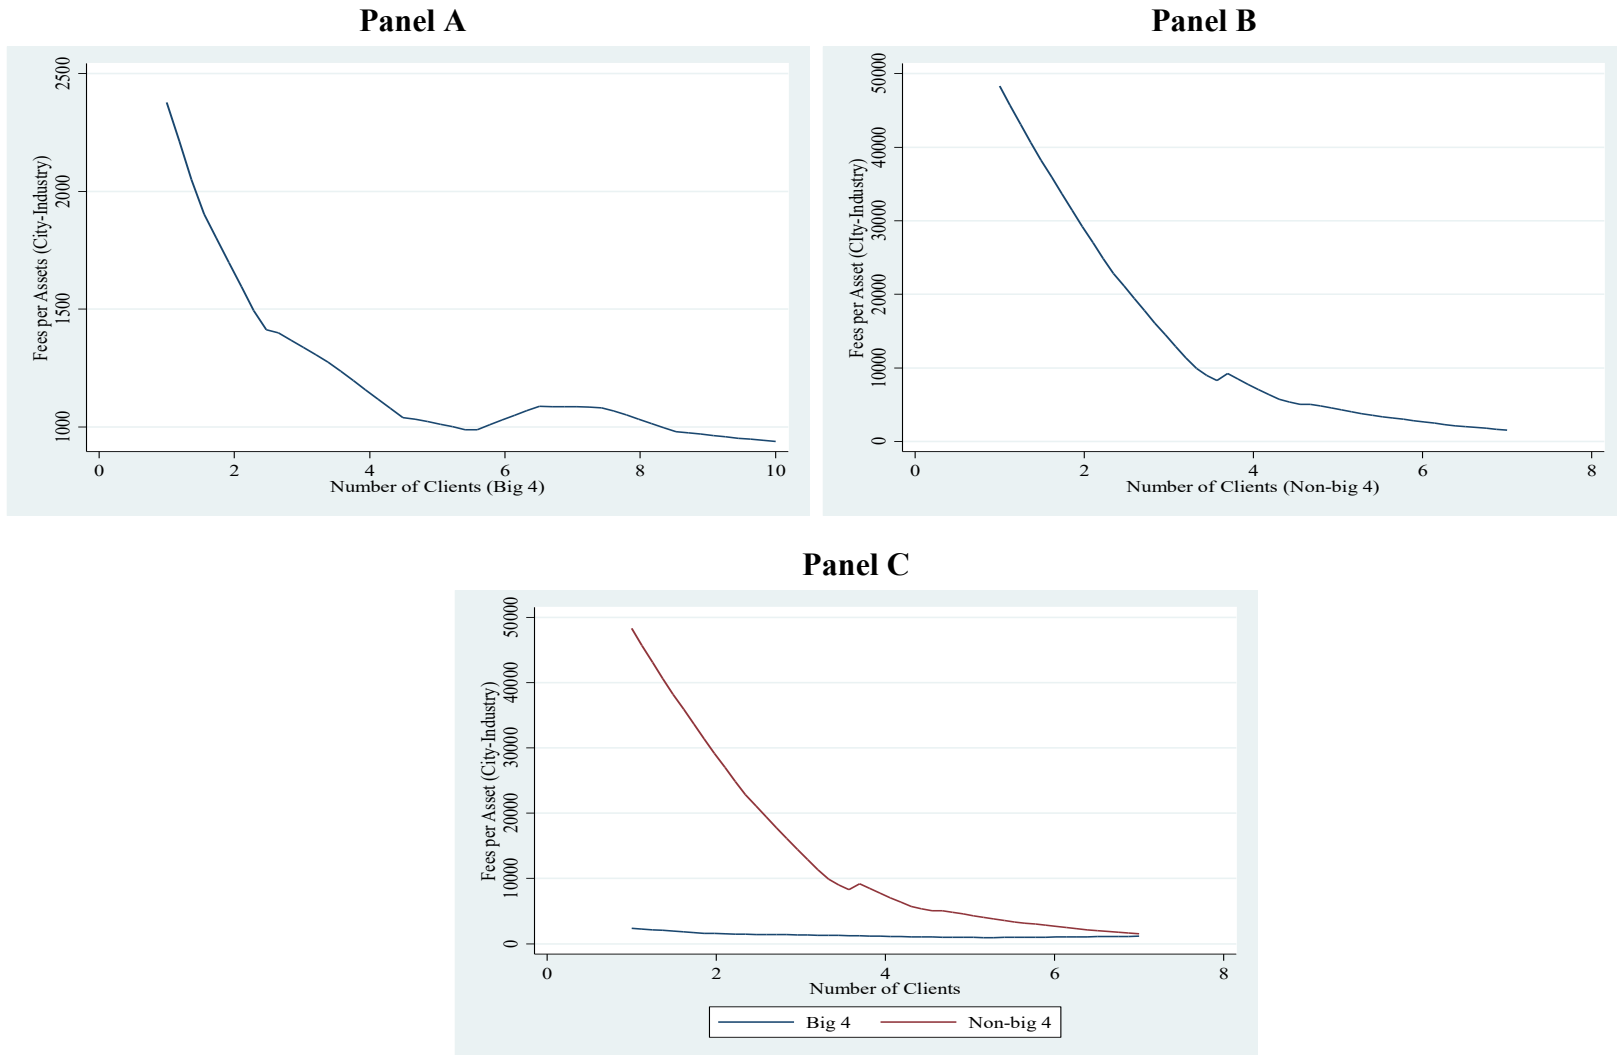 Panel A
Fees per Assets (City-Industry)
2500
2000
1500
1000
0 2 4 6 8 10
Number of Clients (Big 4)
Panel B
Fees per Asset (CIty-Industry)
50000
40000
30000
20000
10000
0
0 2 4 6 8
Number of Clients (Non-big 4)
Panel C
Fees per Asset (City-Industry)
50000
40000
30000
20000
10000
0
0 2 4 6 8
Number of Clients
Big 4 Non-big 4